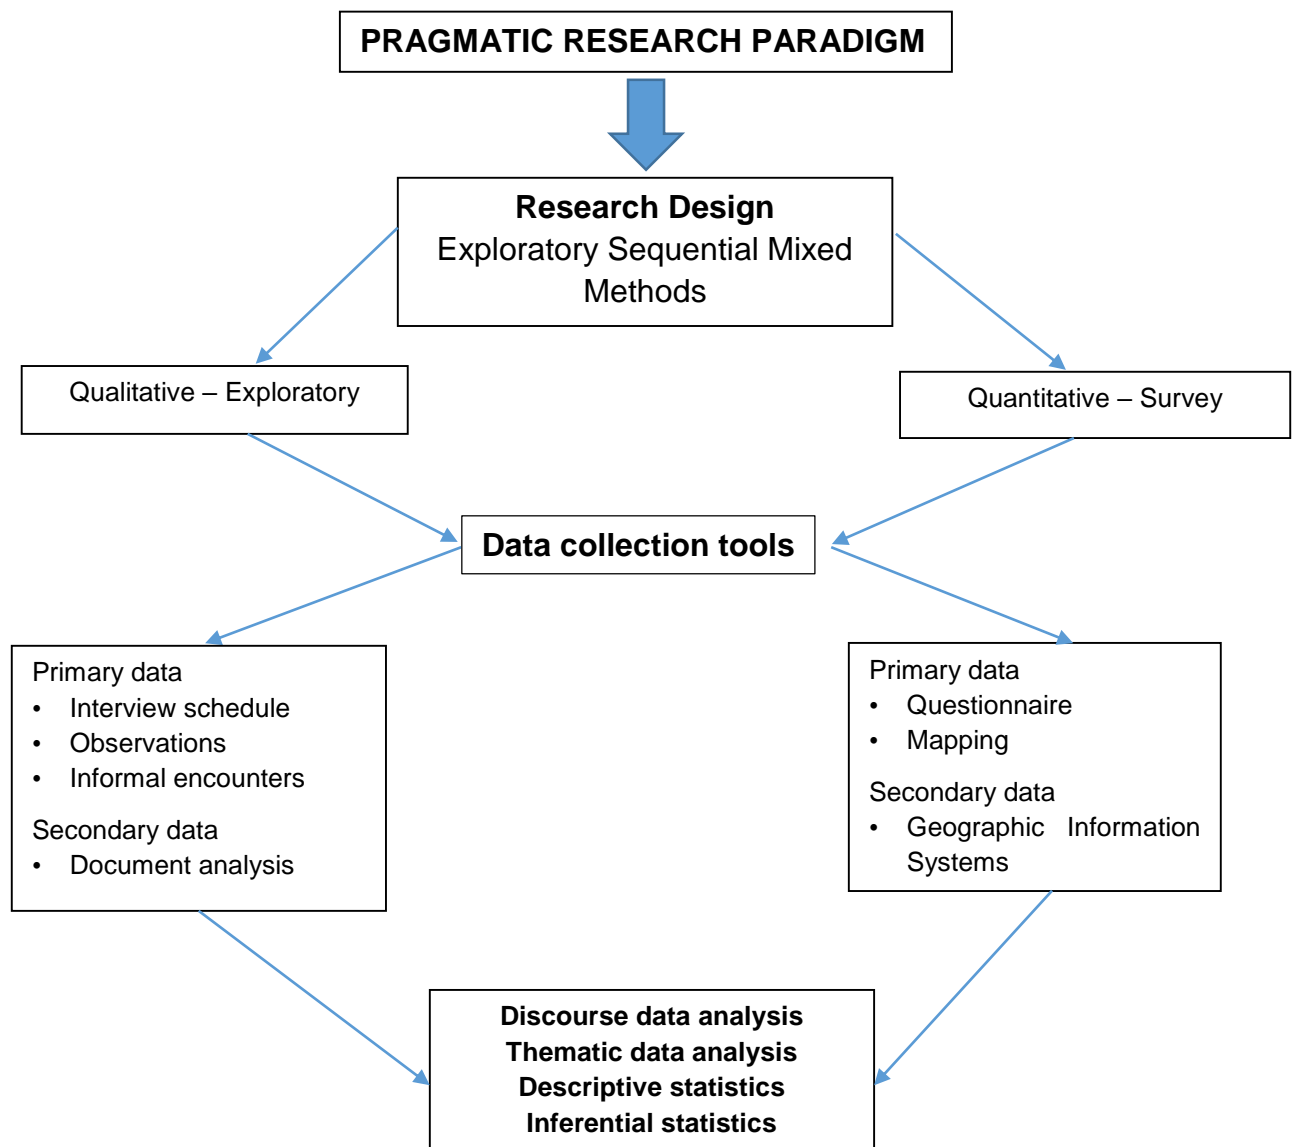 PRAGMATIC RESEARCH PARADIGM
Research Design
Exploratory Sequential Mixed
Methods
Qualitative – Exploratory
Quantitative – Survey
Data collection tools
Primary data
• Interview schedule
• Observations
• Informal encounters
Secondary data
• Document analysis
Primary data
• Questionnaire
• Mapping
Secondary data
• Geographic Information
Systems
Discourse data analysis
Thematic data analysis
Descriptive statistics
Inferential statistics